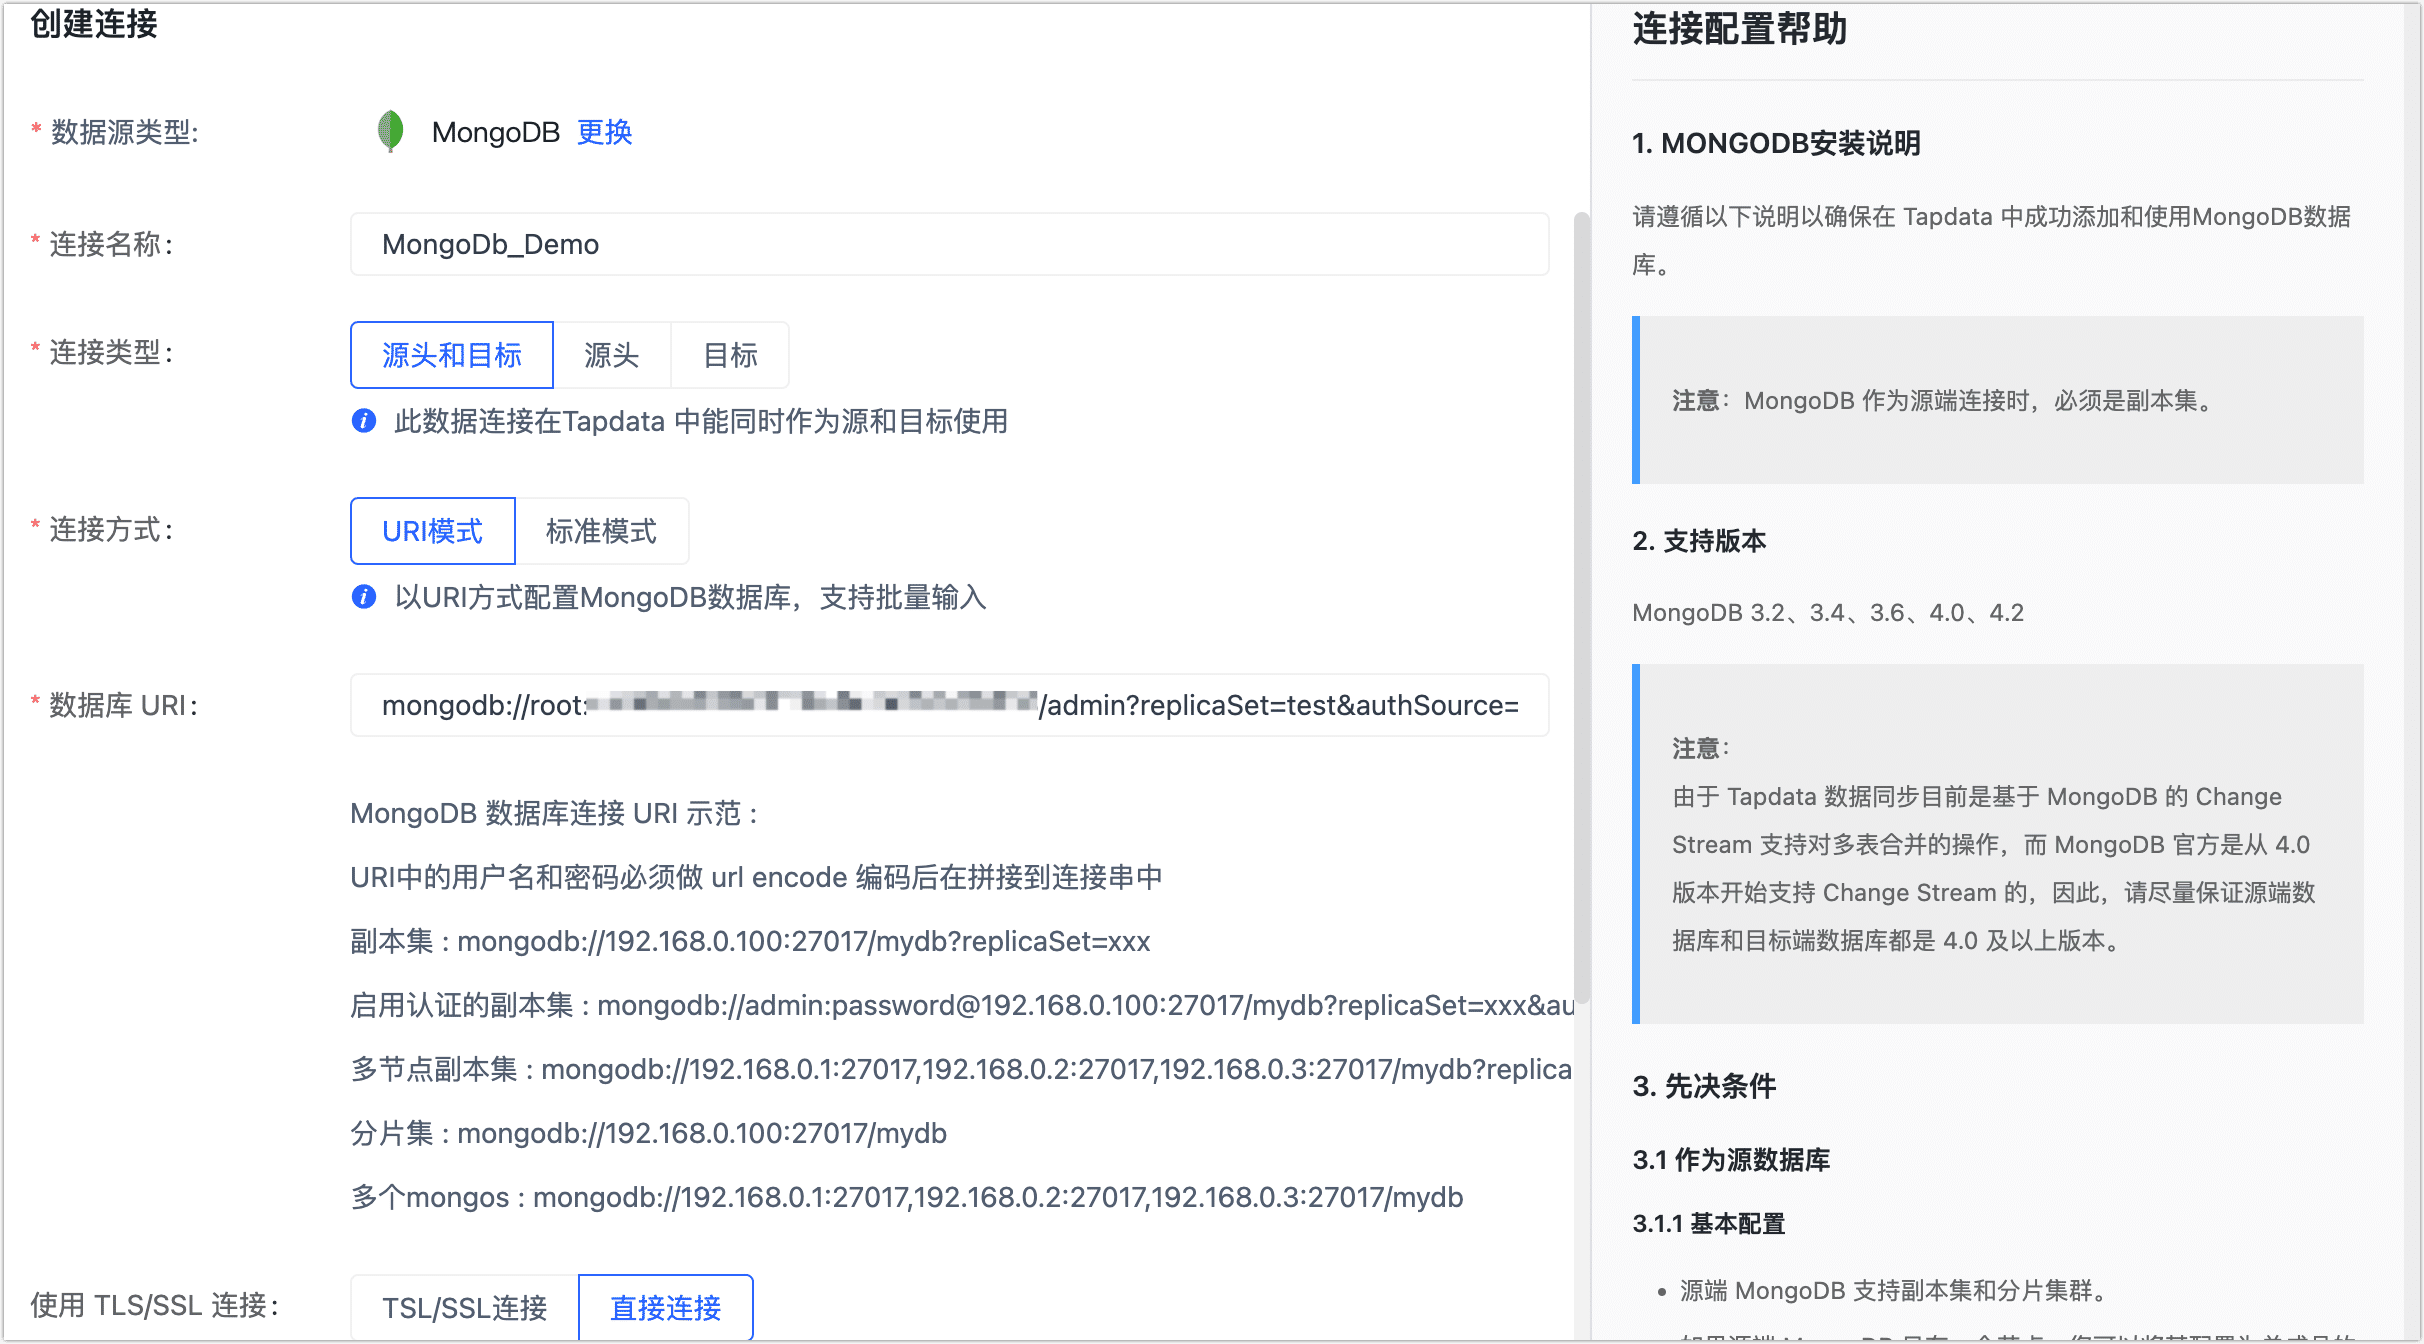 创建连接
* 数据源类型:
MongoDB 更换
* 连接名称:
MongoDb_Demo
* 连接类型:
源头和目标 源头 目标
此数据连接在Tapdata 中能同时作为源和目标使用
* 连接方式:
URI模式 标准模式
以URI方式配置MongoDB数据库，支持批量输入
* 数据库 URI:
mongodb://root: /admin?replicaSet=test&authSource=
MongoDB 数据库连接 URI 示范 :
URI中的用户名和密码必须做 url encode 编码后在拼接到连接串中
副本集 : mongodb://192.168.0.100:27017/mydb?replicaSet=xxx
启用认证的副本集 : mongodb://admin:password@192.168.0.100:27017/mydb?replicaSet=xxx&au
多节点副本集 : mongodb://192.168.0.1:27017,192.168.0.2:27017,192.168.0.3:27017/mydb?replica
分片集 : mongodb://192.168.0.100:27017/mydb
多个mongos : mongodb://192.168.0.1:27017,192.168.0.2:27017,192.168.0.3:27017/mydb
使用 TLS/SSL 连接:
TSL/SSL连接 直接连接
连接配置帮助
1. MONGODB安装说明
请遵循以下说明以确保在 Tapdata 中成功添加和使用MongoDB数据
库。
注意：MongoDB 作为源端连接时，必须是副本集。
2. 支持版本
MongoDB 3.2、3.4、3.6、4.0、4.2
注意：
由于 Tapdata 数据同步目前是基于 MongoDB 的 Change
Stream 支持对多表合并的操作，而 MongoDB 官方是从 4.0
版本开始支持 Change Stream 的，因此，请尽量保证源端数
据库和目标端数据库都是 4.0 及以上版本。
3. 先决条件
3.1 作为源数据库
3.1.1 基本配置
• 源端 MongoDB 支持副本集和分片集群。